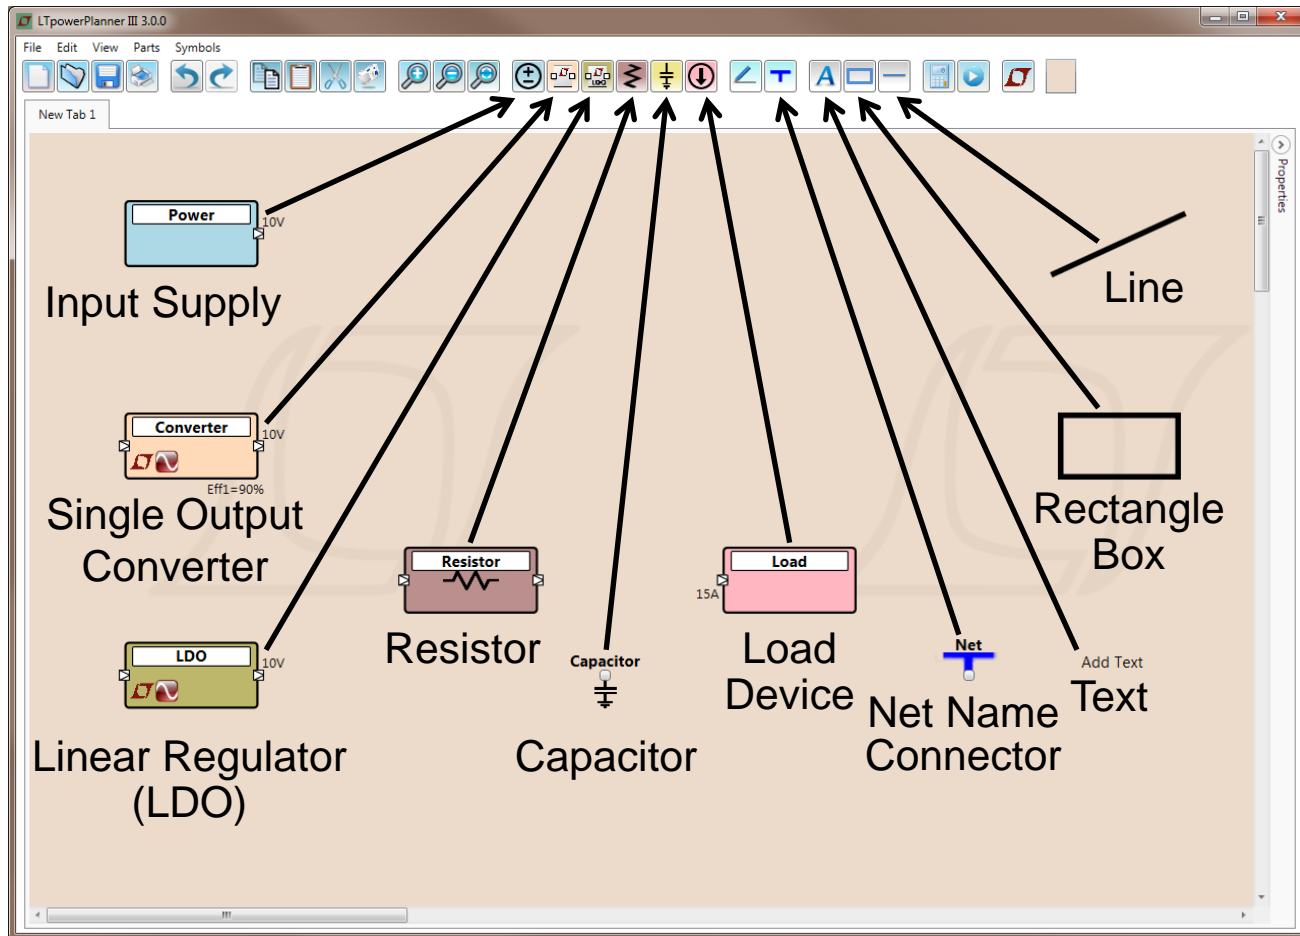 LTpowerPlanner III 3.0.0
File Edit View Parts Symbols
LDO
A
New Tab 1
Properties
Power
10V
Input Supply
Line
Converter
10V
Eff1=90%
Single Output
Converter
Rectangle
Box
Resistor
Resistor
Load
15A
Load
Device
LDO
10V
Linear Regulator
(LDO)
Capacitor
Capacitor
Net
Net Name
Connector
Add Text
Text